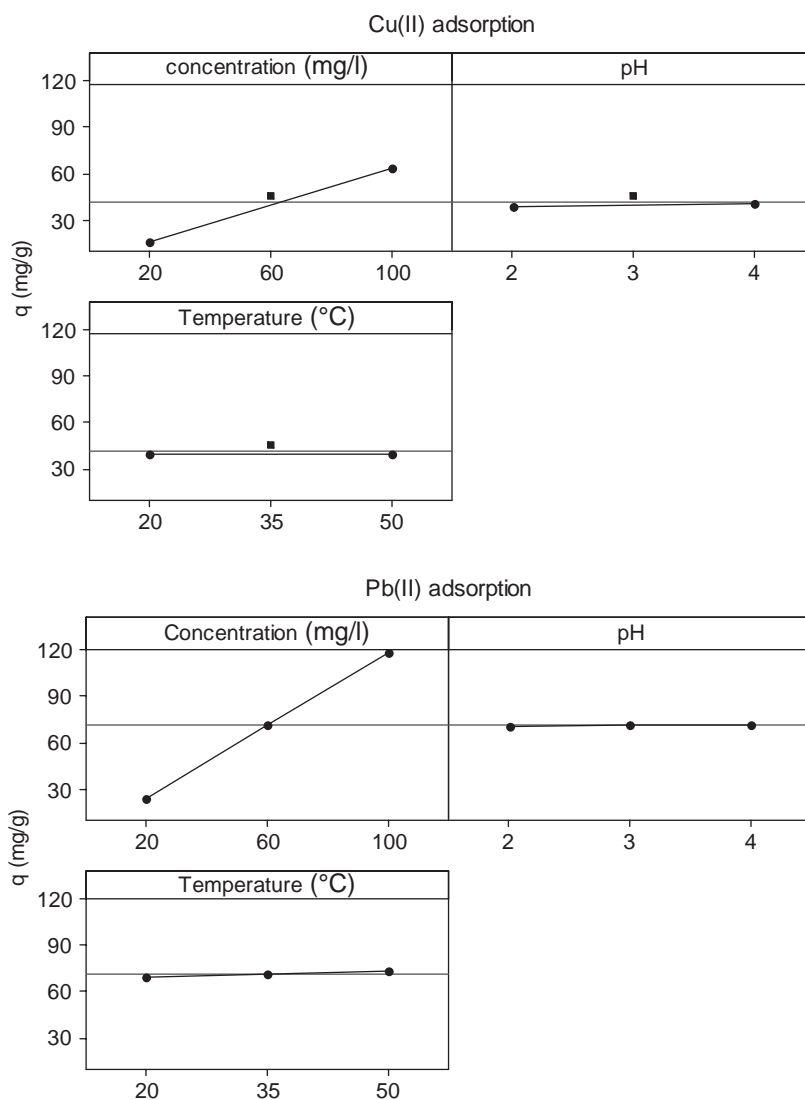 Cu(II) adsorption
concentration (mg/l) pH
120
90
60
30
20 60 100 2 3 4
q (mg/g)
Temperature (°C)
120
90
60
30
20 35 50
Pb(II) adsorption
Concentration (mg/l) pH
120
90
60
30
20 60 100 2 3 4
q (mg/g)
Temperature (°C)
120
90
60
30
20 35 50